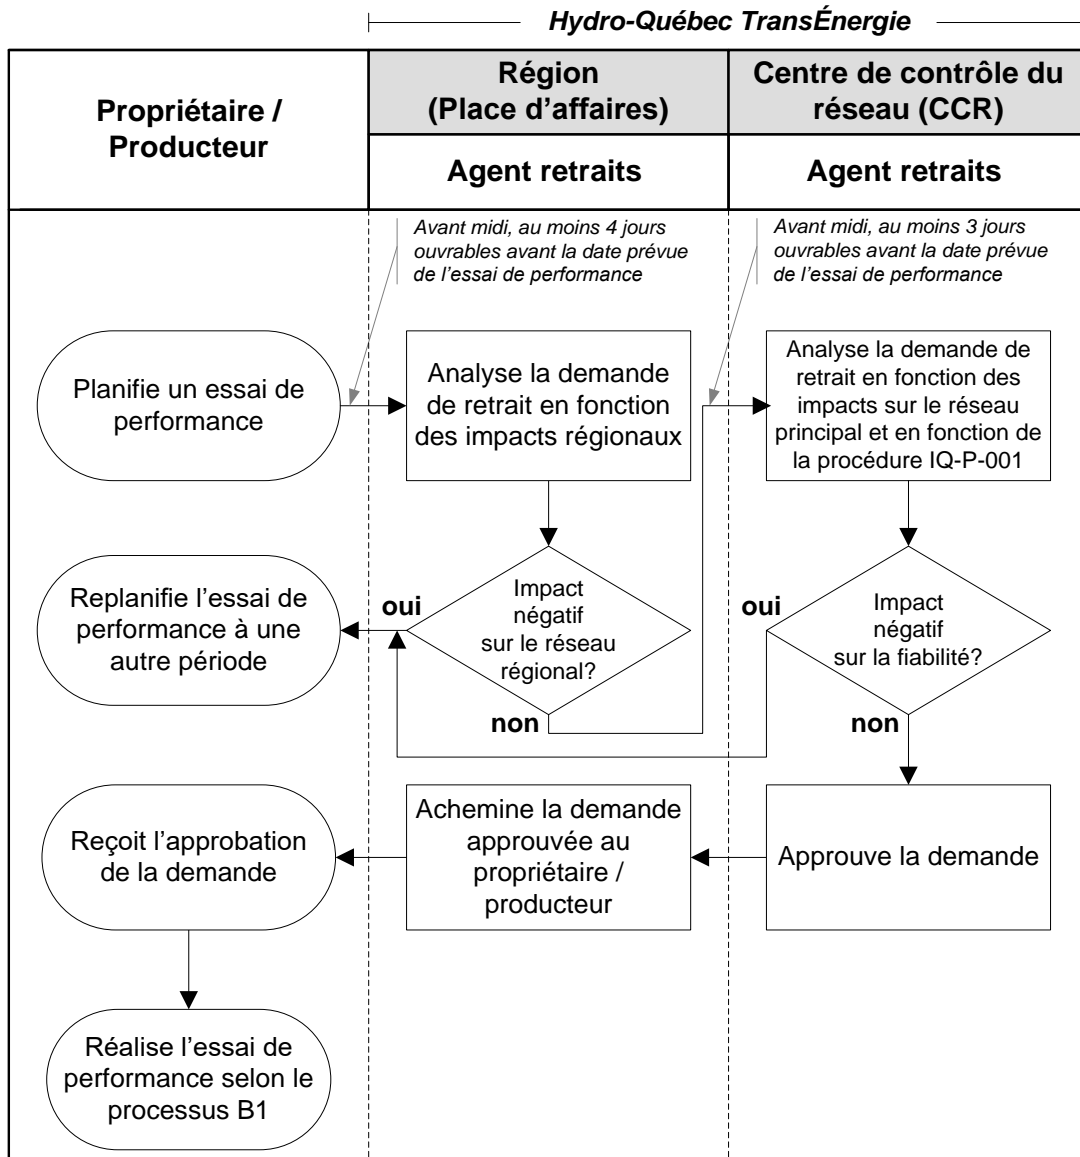 Hydro-Québec TransÉnergie
Propriétaire /
Producteur
Région
(Place d’affaires)
Centre de contrôle du
réseau (CCR)
Agent retraits
Agent retraits
Avant midi, au moins 4 jours
ouvrables avant la date prévue
de l’essai de performance
Avant midi, au moins 3 jours
ouvrables avant la date prévue
de l’essai de performance
Planifie un essai de
performance
Analyse la demande
de retrait en fonction
des impacts régionaux
Analyse la demande de
retrait en fonction des
impacts sur le réseau
principal et en fonction de
la procédure IQ-P-001
Replanifie l’essai de
performance à une
autre période
oui
Impact
négatif
sur le réseau
régional?
non
oui
Impact
négatif
sur la fiabilité?
non
Reçoit l’approbation
de la demande
Achemine la demande
approuvée au
propriétaire /
producteur
Approuve la demande
Réalise l’essai de
performance selon le
processus B1